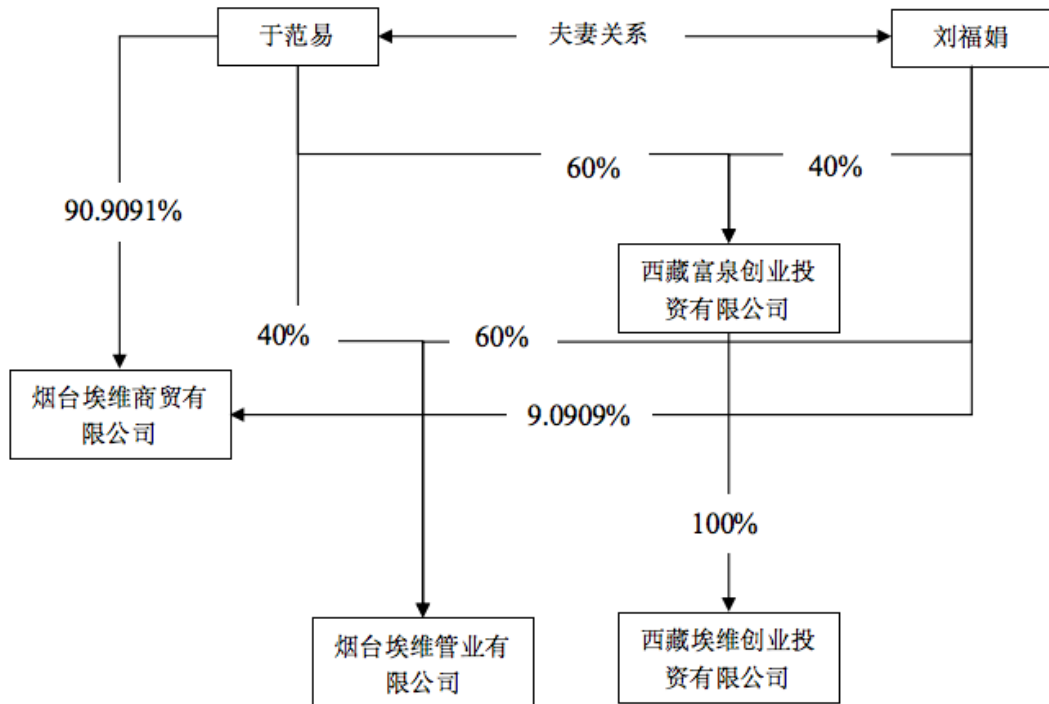 于范易
夫妻关系
刘福娟
60%
40%
90.9091%
西藏富泉创业投
资有限公司
40%
60%
烟台埃维商贸有
限公司
9.0909%
100%
烟台埃维管业有
限公司
西藏埃维创业投
资有限公司